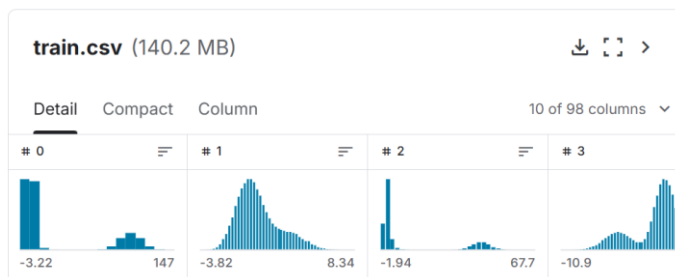 train.csv (140.2 MB)
Detail Compact Column 10 of 98 columns
# 0 # 1 # 2 # 3
-3.22 147 -3.82 8.34 -1.94 67.7 -10.9